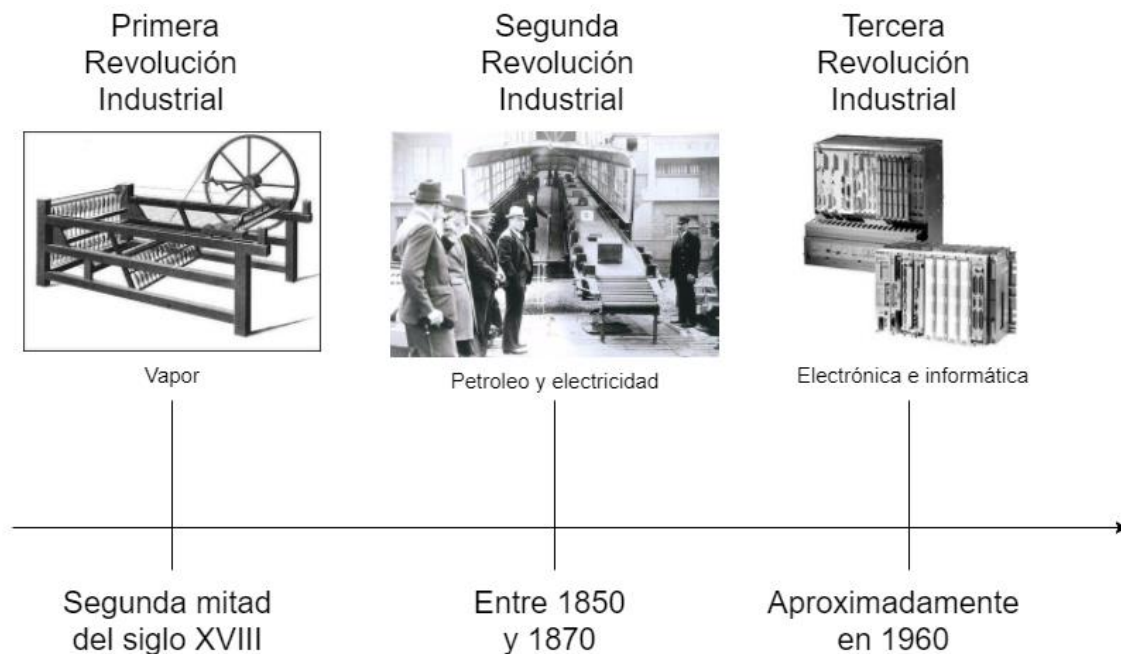 Primera
Revolución
Industrial
Segunda
Revolución
Industrial
Tercera
Revolución
Industrial
Vapor
Petroleo y electricidad
Electrónica e informática
Segunda mitad
del siglo XVIII
Entre 1850
y 1870
Aproximadamente
en 1960